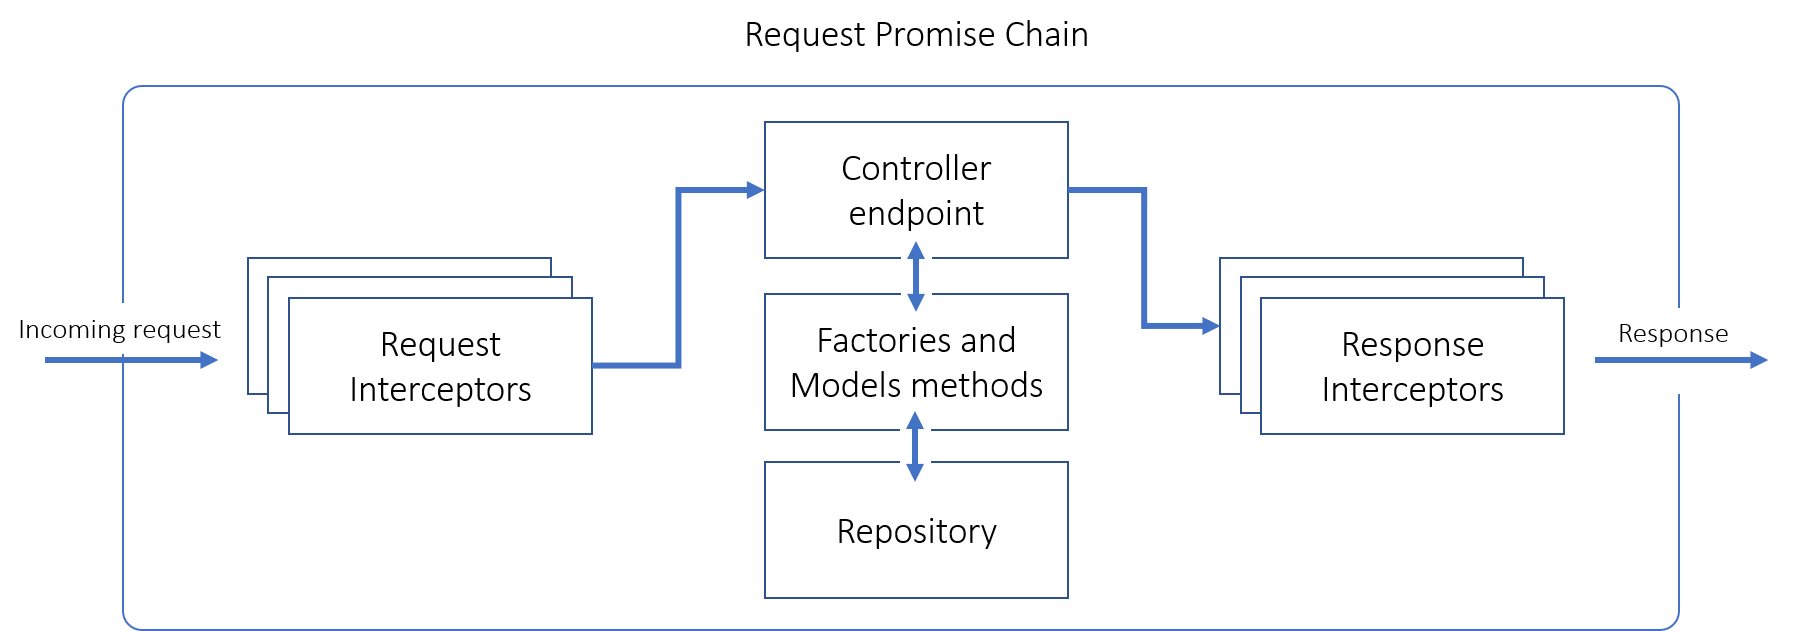 Request Promise Chain
Incoming request
Request
Interceptors
Controller
endpoint
Factories and
Models methods
Repository
Response
Interceptors
Response